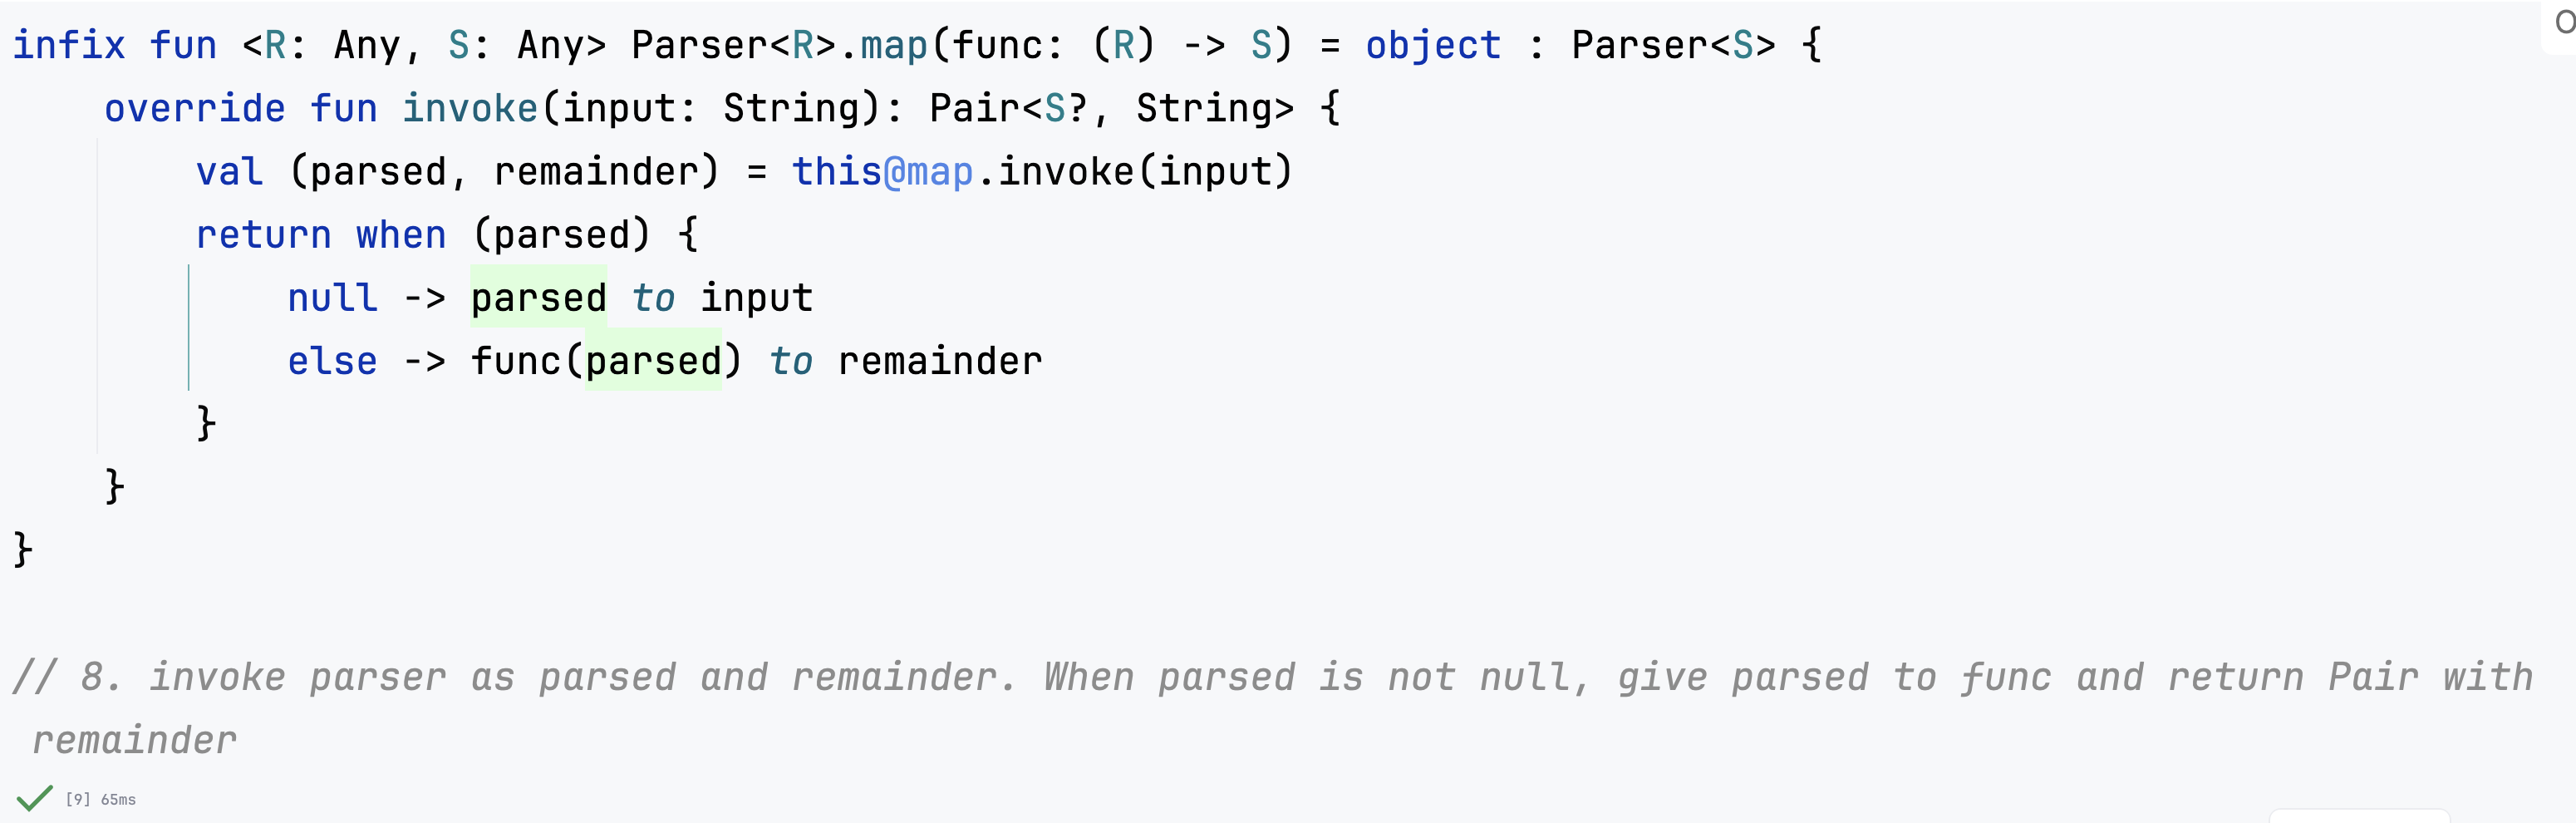 infix fun <R: Any, S: Any> Parser<R>.map(func: (R) -> S) = object : Parser<S> {
    override fun invoke(input: String): Pair<S?, String> {
        val (parsed, remainder) = this@map.invoke(input)
        return when (parsed) {
            null -> parsed to input
            else -> func(parsed) to remainder
        }
    }
}
// 8. invoke parser as parsed and remainder. When parsed is not null, give parsed to func and return Pair with
remainder
[9] 65ms